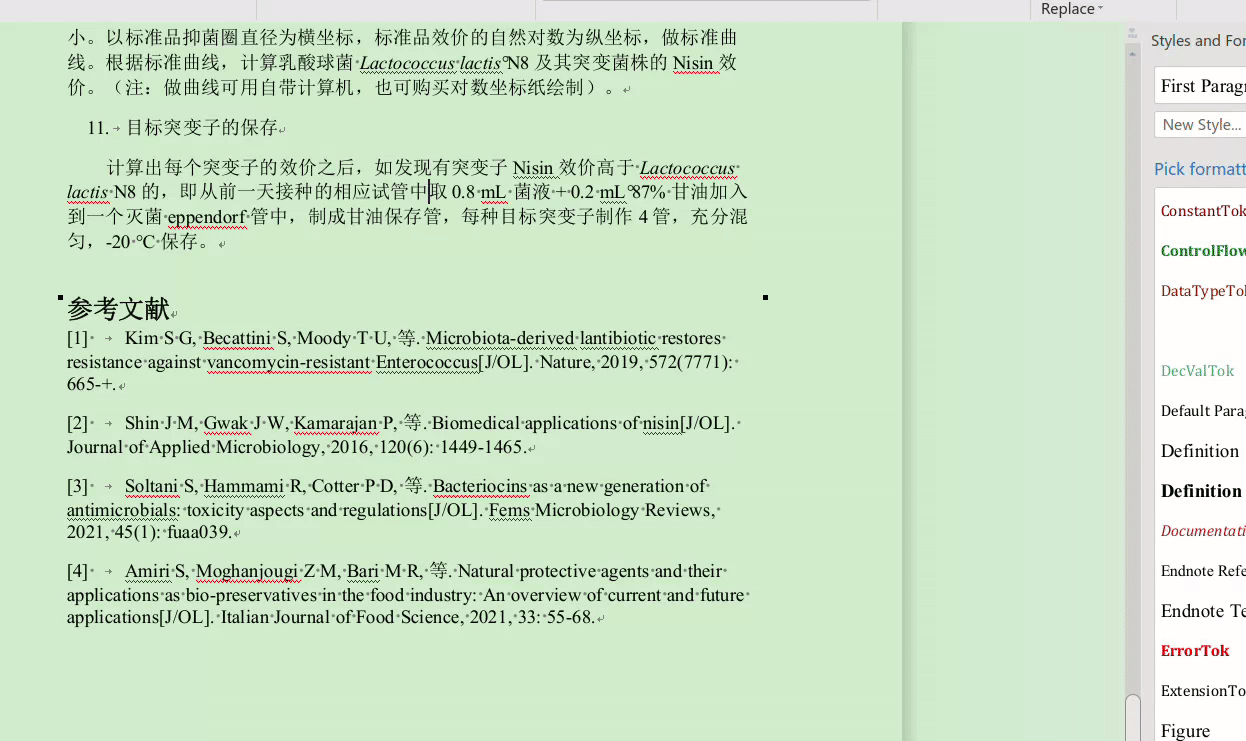 Replace
小。以标准品抑菌圈直径为横坐标，标准品效价的自然对数为纵坐标，做标准曲
线。根据标准曲线，计算乳酸球菌 Lactococcus lactis N8 及其突变菌株的 Nisin 效
价。（注：做曲线可用自带计算机，也可购买对数坐标纸绘制）。
11. 目标突变子的保存
计算出每个突变子的效价之后，如发现有突变子 Nisin 效价高于 Lactococcus
lactis N8 的，即从前一天接种的相应试管中取 0.8 mL 菌液 + 0.2 mL 87% 甘油加入
到一个灭菌 eppendorf 管中，制成甘油保存管，每种目标突变子制作 4 管，充分混
匀，-20 °C 保存。
参考文献
[1] Kim S G, Becattini S, Moody T U, 等. Microbiota-derived lantibiotic restores
resistance against vancomycin-resistant Enterococcus[J/OL]. Nature, 2019, 572(7771):
665-+.
[2] Shin J M, Gwak J W, Kamarajan P, 等. Biomedical applications of nisin[J/OL].
Journal of Applied Microbiology, 2016, 120(6): 1449-1465.
[3] Soltani S, Hammami R, Cotter P D, 等. Bacteriocins as a new generation of
antimicrobials: toxicity aspects and regulations[J/OL]. Fems Microbiology Reviews,
2021, 45(1): fuaa039.
[4] Amiri S, Moghanjougi Z M, Bari M R, 等. Natural protective agents and their
applications as bio-preservatives in the food industry: An overview of current and future
applications[J/OL]. Italian Journal of Food Science, 2021, 33: 55-68.
Styles and For
First Paragr
New Style...
Pick formatt
ConstantTok
ControlFlow
DataTypeTol
DecValTok
Default Parag
Definition
Definition
Documentati
Endnote Refe
Endnote Te
ErrorTok
ExtensionTo
Figure